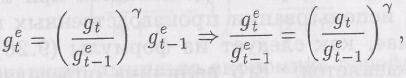 $g_t^e = \left( \frac{g_t}{g_{t-1}^e} \right)^\gamma g_{t-1}^e \Rightarrow \frac{g_t^e}{g_{t-1}^e} = \left( \frac{g_t}{g_{t-1}^e} \right)^\gamma ,$